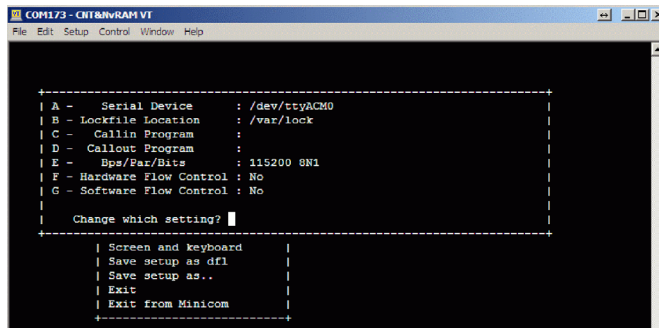 COM173 - CNT&NvRAM VT
File Edit Setup Control Window Help
+-----------------------------------------------------------------------+
| A -    Serial Device      : /dev/ttyACM0                              |
| B - Lockfile Location     : /var/lock                                 |
| C -   Callin Program      :                                           |
| D -  Callout Program      :                                           |
| E -    Bps/Par/Bits       : 115200 8N1                                |
| F - Hardware Flow Control : No                                        |
| G - Software Flow Control : No                                        |
|                                                                       |
|    Change which setting?                                              |
+-----------------------------------------------------------------------+
| Screen and keyboard      |
| Save setup as dfl        |
| Save setup as..          |
| Exit                     |
| Exit from Minicom        |
+--------------------------+